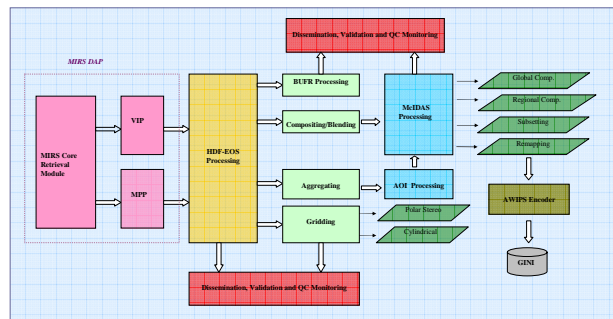 Dissemination, Validation and QC Monitoring
MIRS DAP
MIRS Core
Retrieval
Module
VIP
MPP
HDF-EOS
Processing
BUFR Processing
Compositing/Blending
Aggregating
Gridding
McIDAS
Processing
AOI Processing
Global Comp.
Regional Comp.
Subsetting
Remapping
Polar Stereo
Cylindrical
AWIPS Encoder
GINI
Dissemination, Validation and QC Monitoring